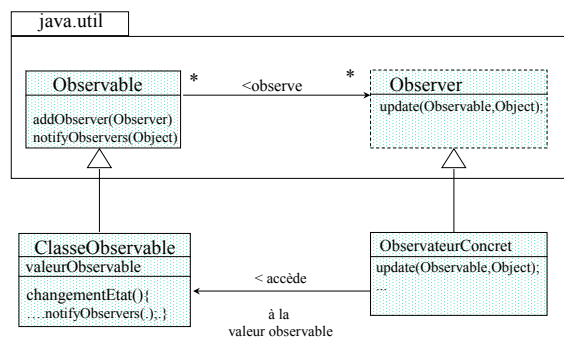 java.util
Observable
addObserver(Observer)
notifyObservers(Object)
*
<observe
*
Observer
update(Observable,Object);
ClasseObservable
valeurObservable
changementEtat(){
….notifyObservers(.);.}
< accède
à la
valeur observable
ObservateurConcret
update(Observable,Object);
...